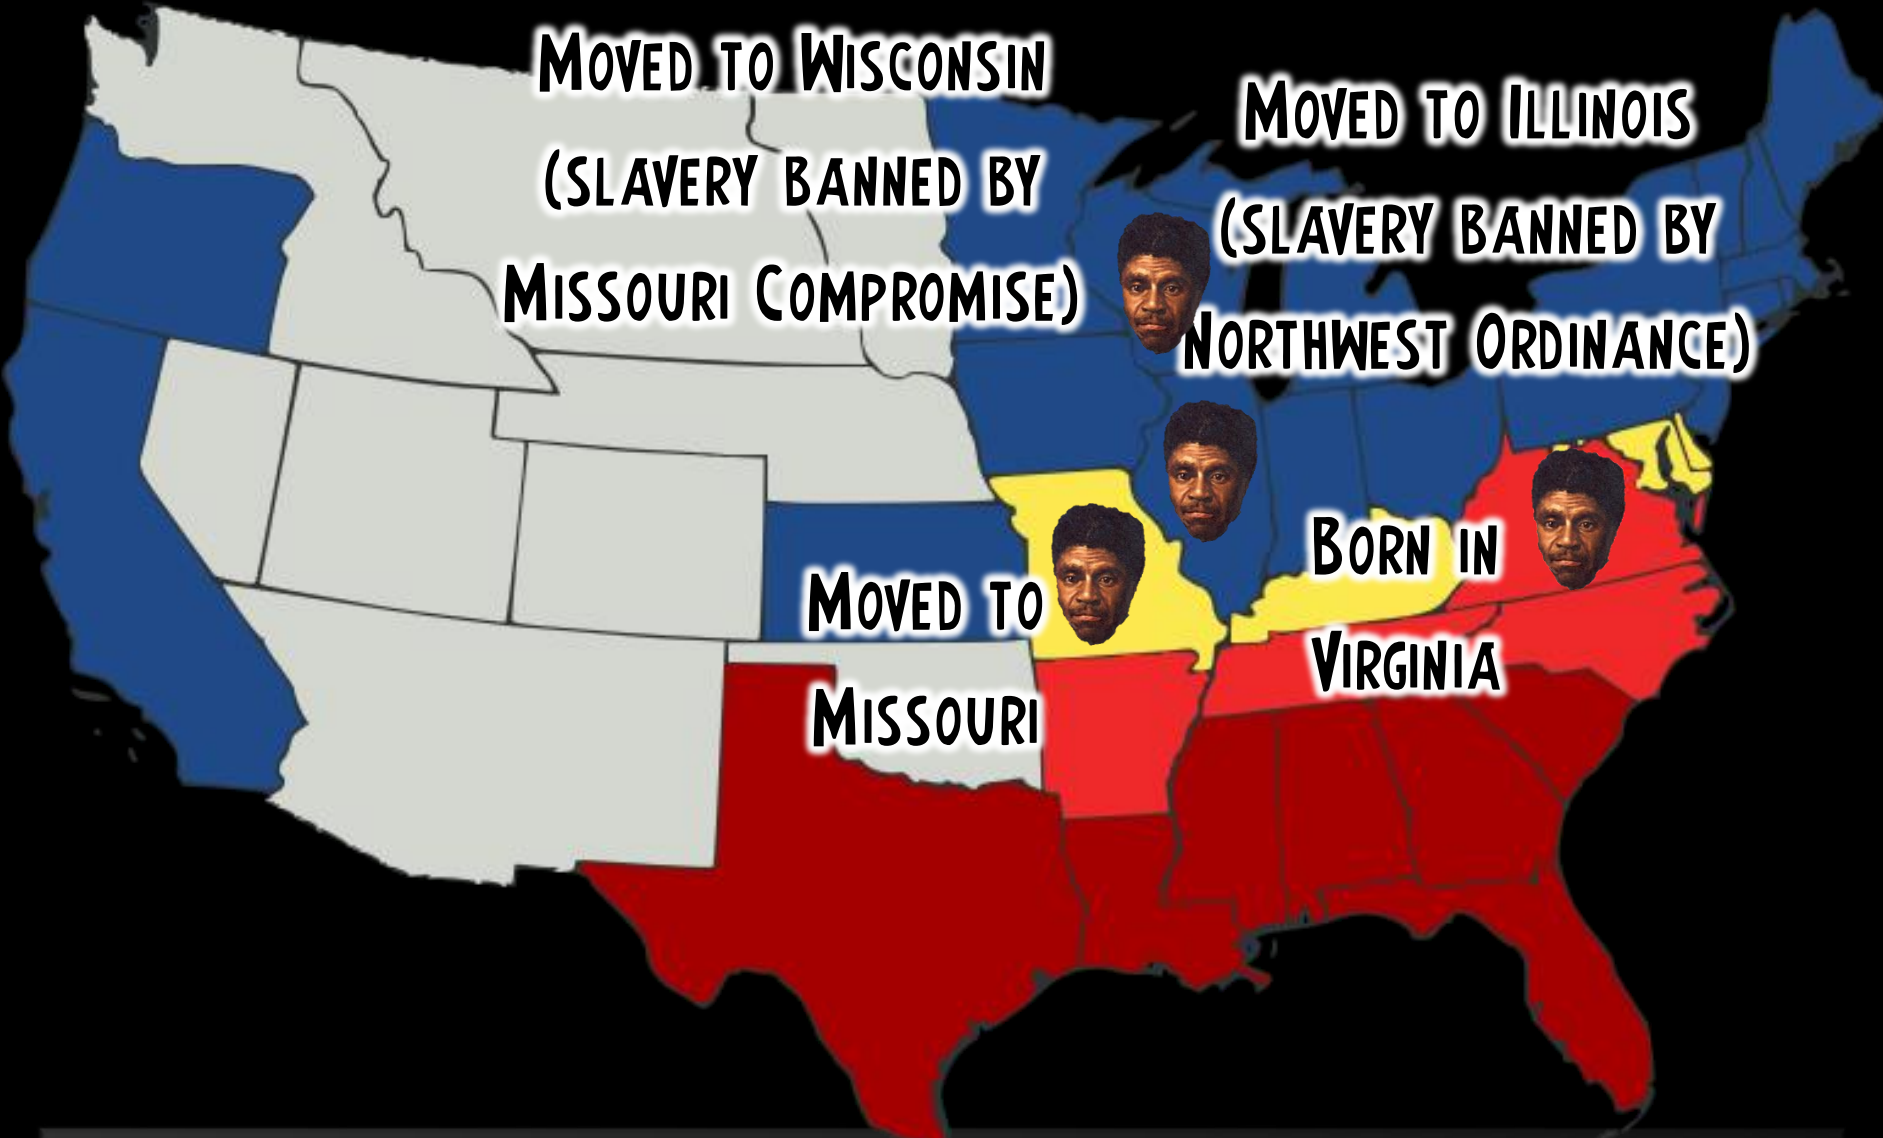 Moved to Wisconsin
(slavery banned by
Missouri Compromise)
Moved to Illinois
(slavery banned by
Northwest Ordinance)
Moved to
Missouri
Born in
Virginia